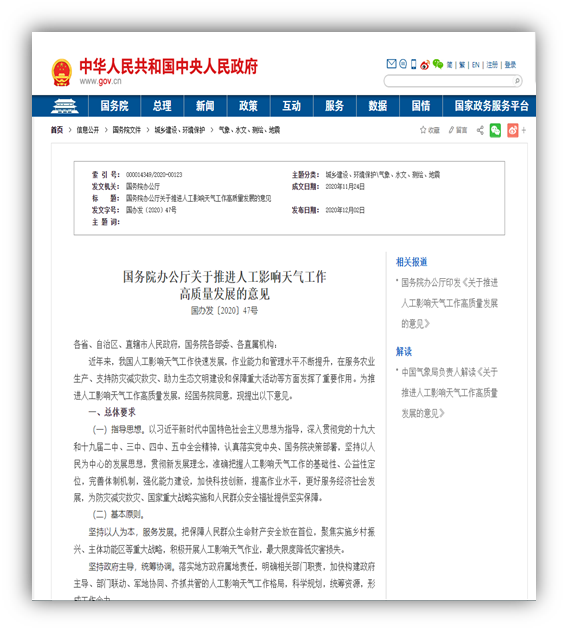 中华人民共和国中央人民政府
www.gov.cn
简 | 繁 | EN | 注册 | 登录
国务院 总理 新闻 政策 互动 服务 数据 国情 国家政务服务平台
首页 > 信息公开 > 国务院文件 > 城乡建设、环境保护 > 气象、水文、测绘、地震
收藏 留言
索 引 号: 000014349/2020-00123 主题分类: 城乡建设、环境保护\气象、水文、测绘、地震
发文机关: 国务院办公厅 成文日期: 2020年11月24日
标 题: 国务院办公厅关于推进人工影响天气工作高质量发展的意见
发文字号: 国办发〔2020〕47号 发布日期: 2020年12月02日
主 题 词:
国务院办公厅关于推进人工影响天气工作
高质量发展的意见
国办发〔2020〕47号
各省、自治区、直辖市人民政府,国务院各部委、各直属机构:
近年来,我国人工影响天气工作快速发展,作业能力和管理水平不断提升,在服务农业
生产、支持防灾减灾救灾、助力生态文明建设和保障重大活动等方面发挥了重要作用。为推
进人工影响天气工作高质量发展,经国务院同意,现提出以下意见。
一、总体要求
(一)指导思想。以习近平新时代中国特色社会主义思想为指导,深入贯彻党的十九大
和十九届二中、三中、四中、五中全会精神,认真落实党中央、国务院决策部署,坚持以人
民为中心的发展思想,贯彻新发展理念,准确把握人工影响天气工作的基础性、公益性定
位,完善体制机制,强化能力建设,加快科技创新,提高作业水平,更好服务经济社会发
展,为防灾减灾救灾、国家重大战略实施和人民群众安全福祉提供坚实保障。
(二)基本原则。
坚持以人为本,服务发展。把保障人民群众生命财产安全放在首位,聚焦实施乡村振
兴、主体功能区等重大战略,积极开展人工影响天气作业,最大限度降低灾害损失。
坚持政府主导,统筹协调。落实地方政府属地责任,明确相关部门职责,加快构建政府
主导、部门联动、军地协同、齐抓共管的人工影响天气工作格局,科学规划,统筹资源,形
成工作合力。
相关报道
国务院办公厅印发《关于推进
人工影响天气工作高质量发展
的意见》
解读
中国气象局负责人解读《关于
推进人工影响天气工作高质量
发展的意见》